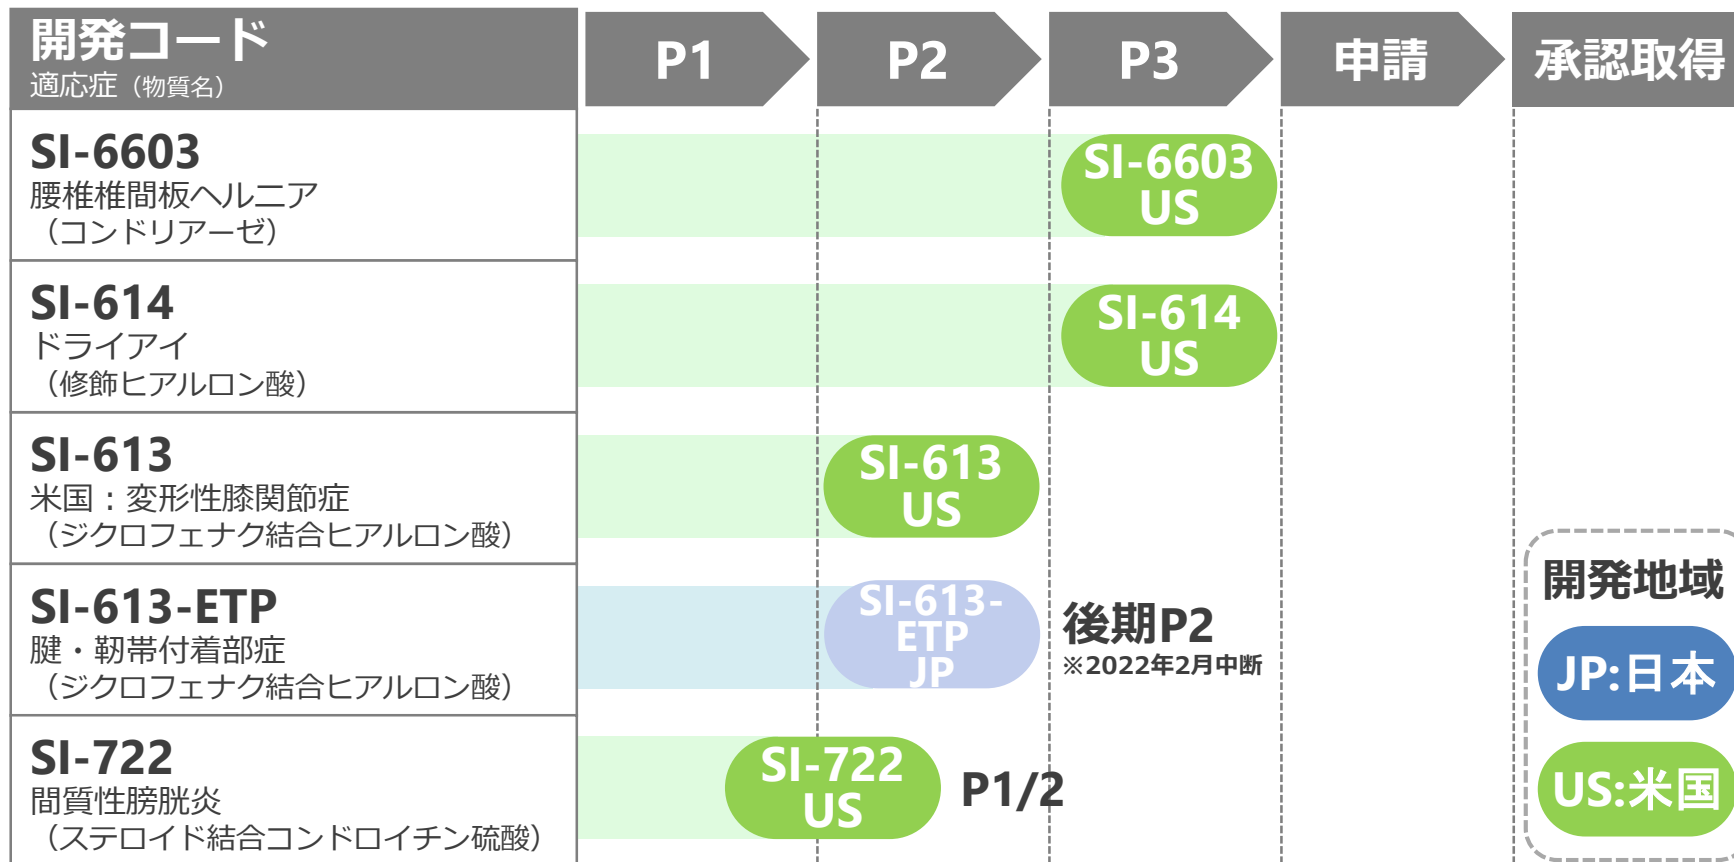 開発コード
適応症（物質名）
P1
P2
P3
申請
承認取得
SI-6603
腰椎椎間板ヘルニア
（コンドリアーゼ）
SI-6603
US
SI-614
ドライアイ
（修飾ヒアルロン酸）
SI-614
US
SI-613
米国：変形性膝関節症
（ジクロフェナク結合ヒアルロン酸）
SI-613
US
SI-613-ETP
腱・靭帯付着部症
（ジクロフェナク結合ヒアルロン酸）
SI-613-
ETP
JP
後期P2
※2022年2月中断
SI-722
間質性膀胱炎
（ステロイド結合コンドロイチン硫酸）
SI-722
US
P1/2
開発地域
JP:日本
US:米国